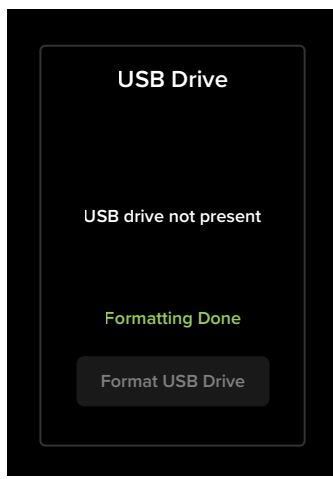 USB Drive
USB drive not present
Formatting Done
Format USB Drive